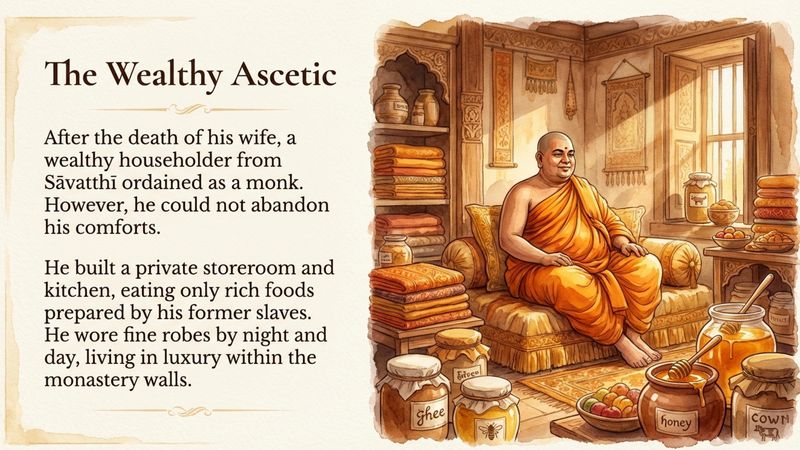 The Wealthy Ascetic
After the death of his wife, a
wealthy householder from
Sāvatthī ordained as a monk.
However, he could not abandon
his comforts.
He built a private storeroom and
kitchen, eating only rich foods
prepared by his former slaves.
He wore fine robes by night and
day, living in luxury within the
monastery walls.
ghee
honey